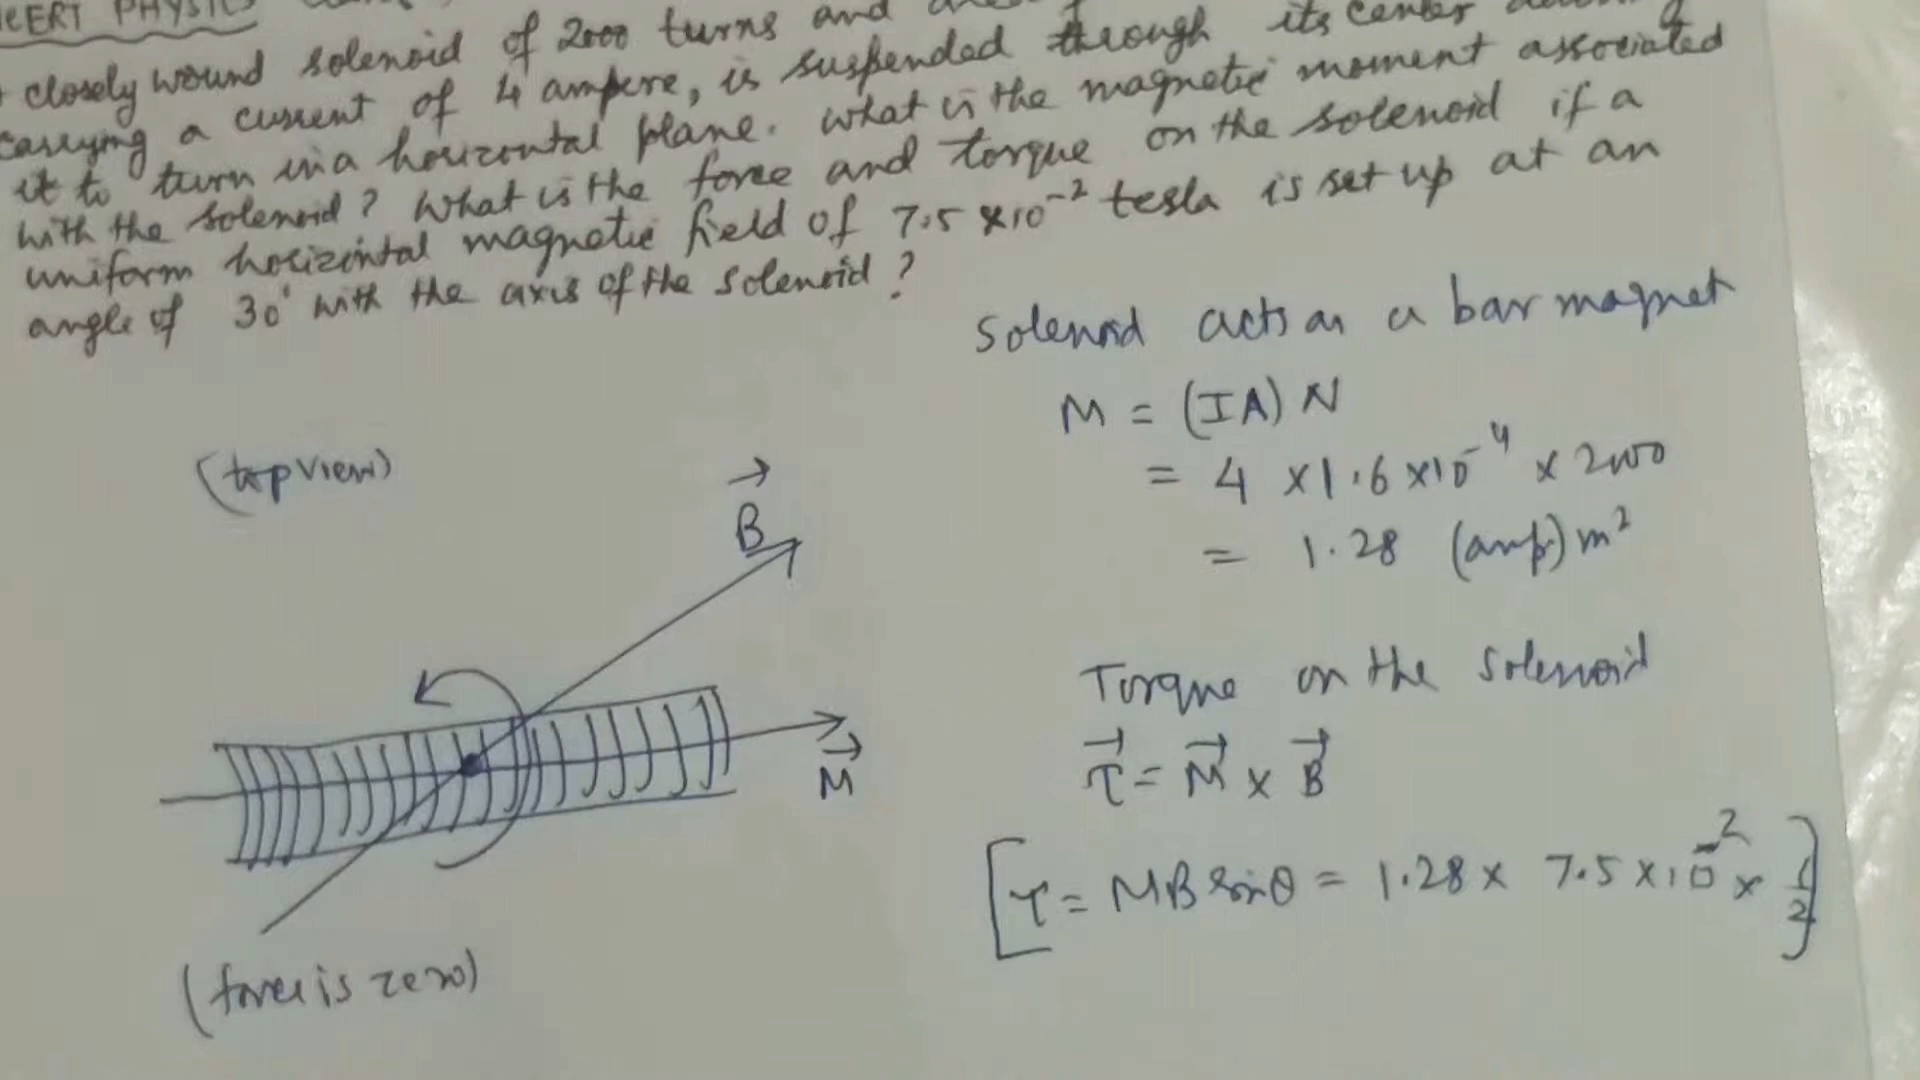 NCERT PHYSICS
closely wound solenoid of 2000 turns and
carrying a current of 4 ampere, is suspended through its center
it to turn in a horizontal plane. What is the magnetic moment associated
with the solenoid? What is the force and torque on the solenoid if a
uniform horizontal magnetic field of 7.5 × 10⁻² tesla is set up at an
angle of 30° with the axis of the solenoid?
Solenoid acts as a bar magnet
M = (IA) N
= 4 × 1.6 × 10⁻⁴ × 2000
= 1.28 (amp) m²
(top view)
B⃗
M⃗
(force is zero)
Torque on the solenoid
τ⃗ = M⃗ × B⃗
[τ = MB sinθ = 1.28 × 7.5 × 10⁻² × 1/2]